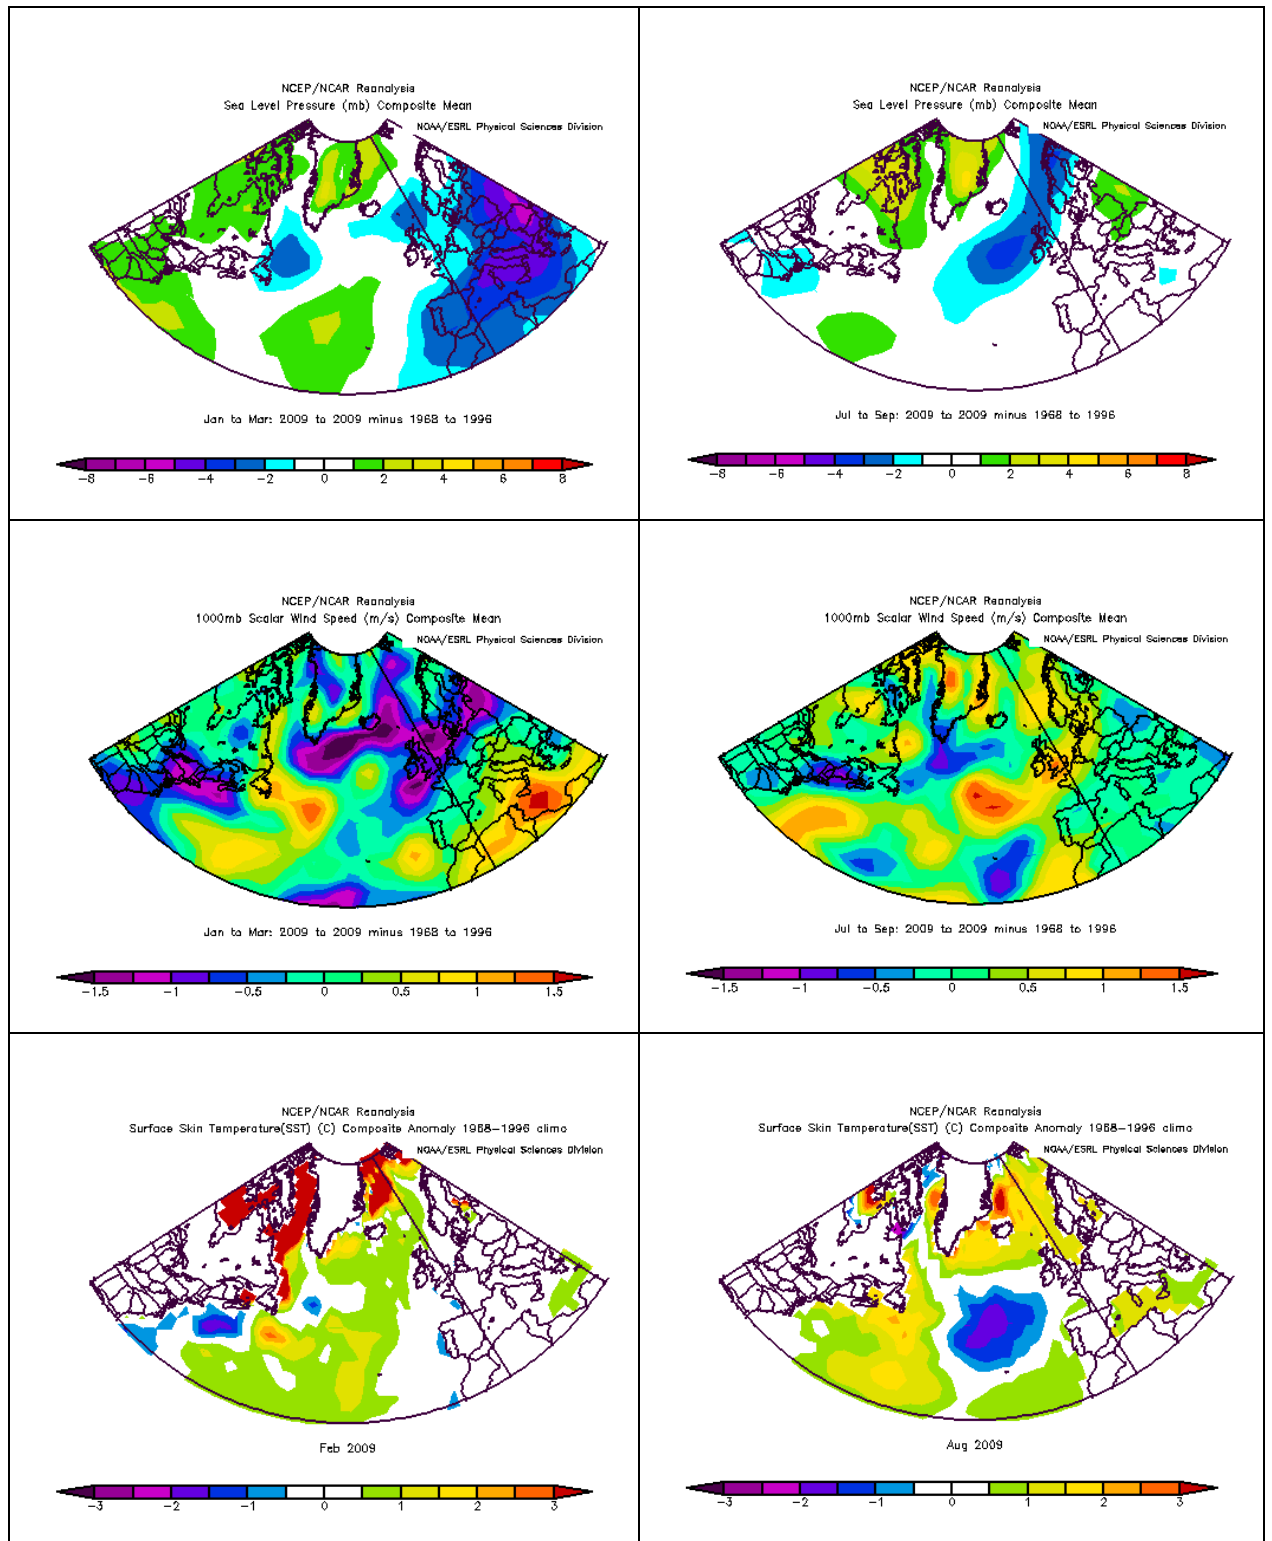 NCEP/NCAR Reanalysis
Sea Level Pressure (mb) Composite Mean
NOAA/ESRL Physical Sciences Division
Jan to Mar: 2009 to 2009 minus 1968 to 1996
-8 -6 -4 -2 0 2 4 6 8
NCEP/NCAR Reanalysis
Sea Level Pressure (mb) Composite Mean
NOAA/ESRL Physical Sciences Division
Jul to Sep: 2009 to 2009 minus 1968 to 1996
-8 -6 -4 -2 0 2 4 6 8
NCEP/NCAR Reanalysis
1000mb Scalar Wind Speed (m/s) Composite Mean
NOAA/ESRL Physical Sciences Division
Jan to Mar: 2009 to 2009 minus 1968 to 1996
-1.5 -1 -0.5 0 0.5 1 1.5
NCEP/NCAR Reanalysis
1000mb Scalar Wind Speed (m/s) Composite Mean
NOAA/ESRL Physical Sciences Division
Jul to Sep: 2009 to 2009 minus 1968 to 1996
-1.5 -1 -0.5 0 0.5 1 1.5
NCEP/NCAR Reanalysis
Surface Skin Temperature(SST) (C) Composite Anomaly 1968-1996 climo
NOAA/ESRL Physical Sciences Division
Feb 2009
-3 -2 -1 0 1 2 3
NCEP/NCAR Reanalysis
Surface Skin Temperature(SST) (C) Composite Anomaly 1968-1996 climo
NOAA/ESRL Physical Sciences Division
Aug 2009
-3 -2 -1 0 1 2 3